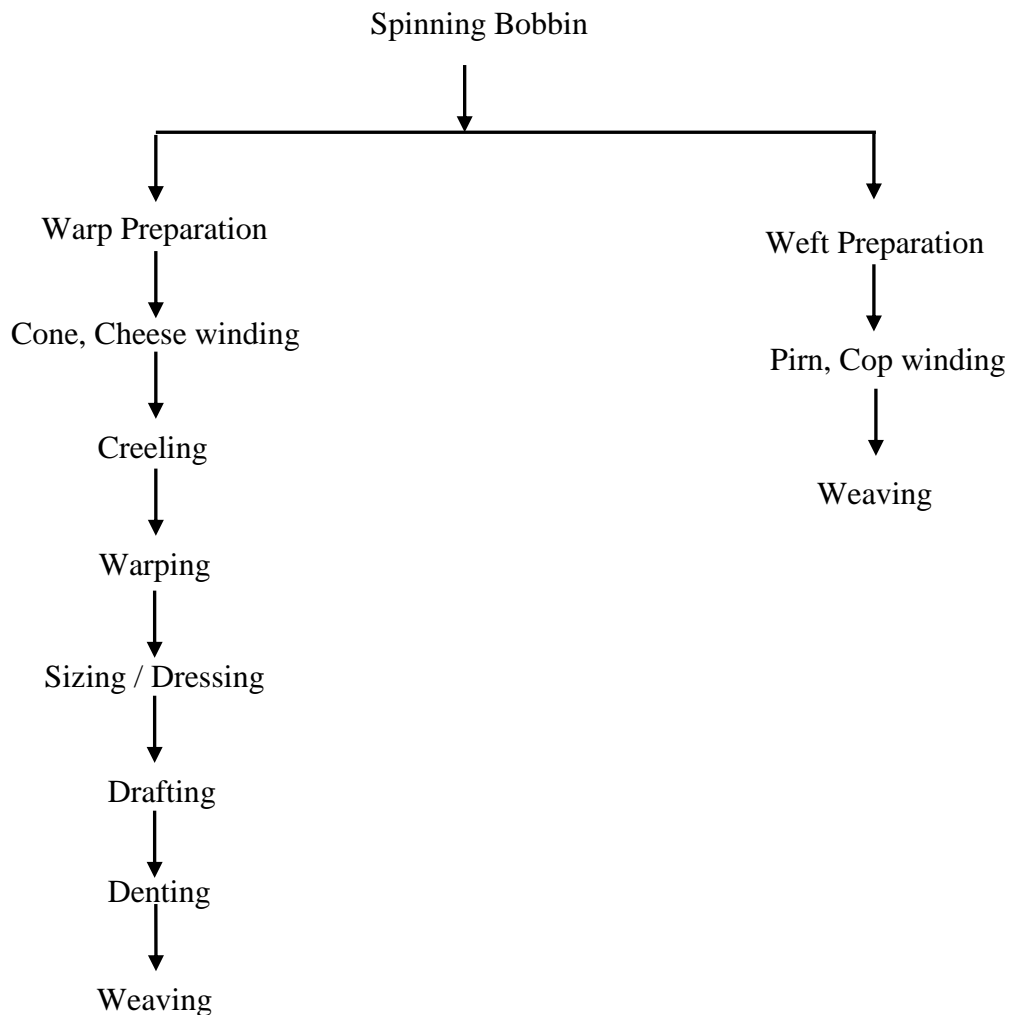 Spinning Bobbin
Warp Preparation
Cone, Cheese winding
Creeling
Warping
Sizing / Dressing
Drafting
Denting
Weaving
Weft Preparation
Pirn, Cop winding
Weaving